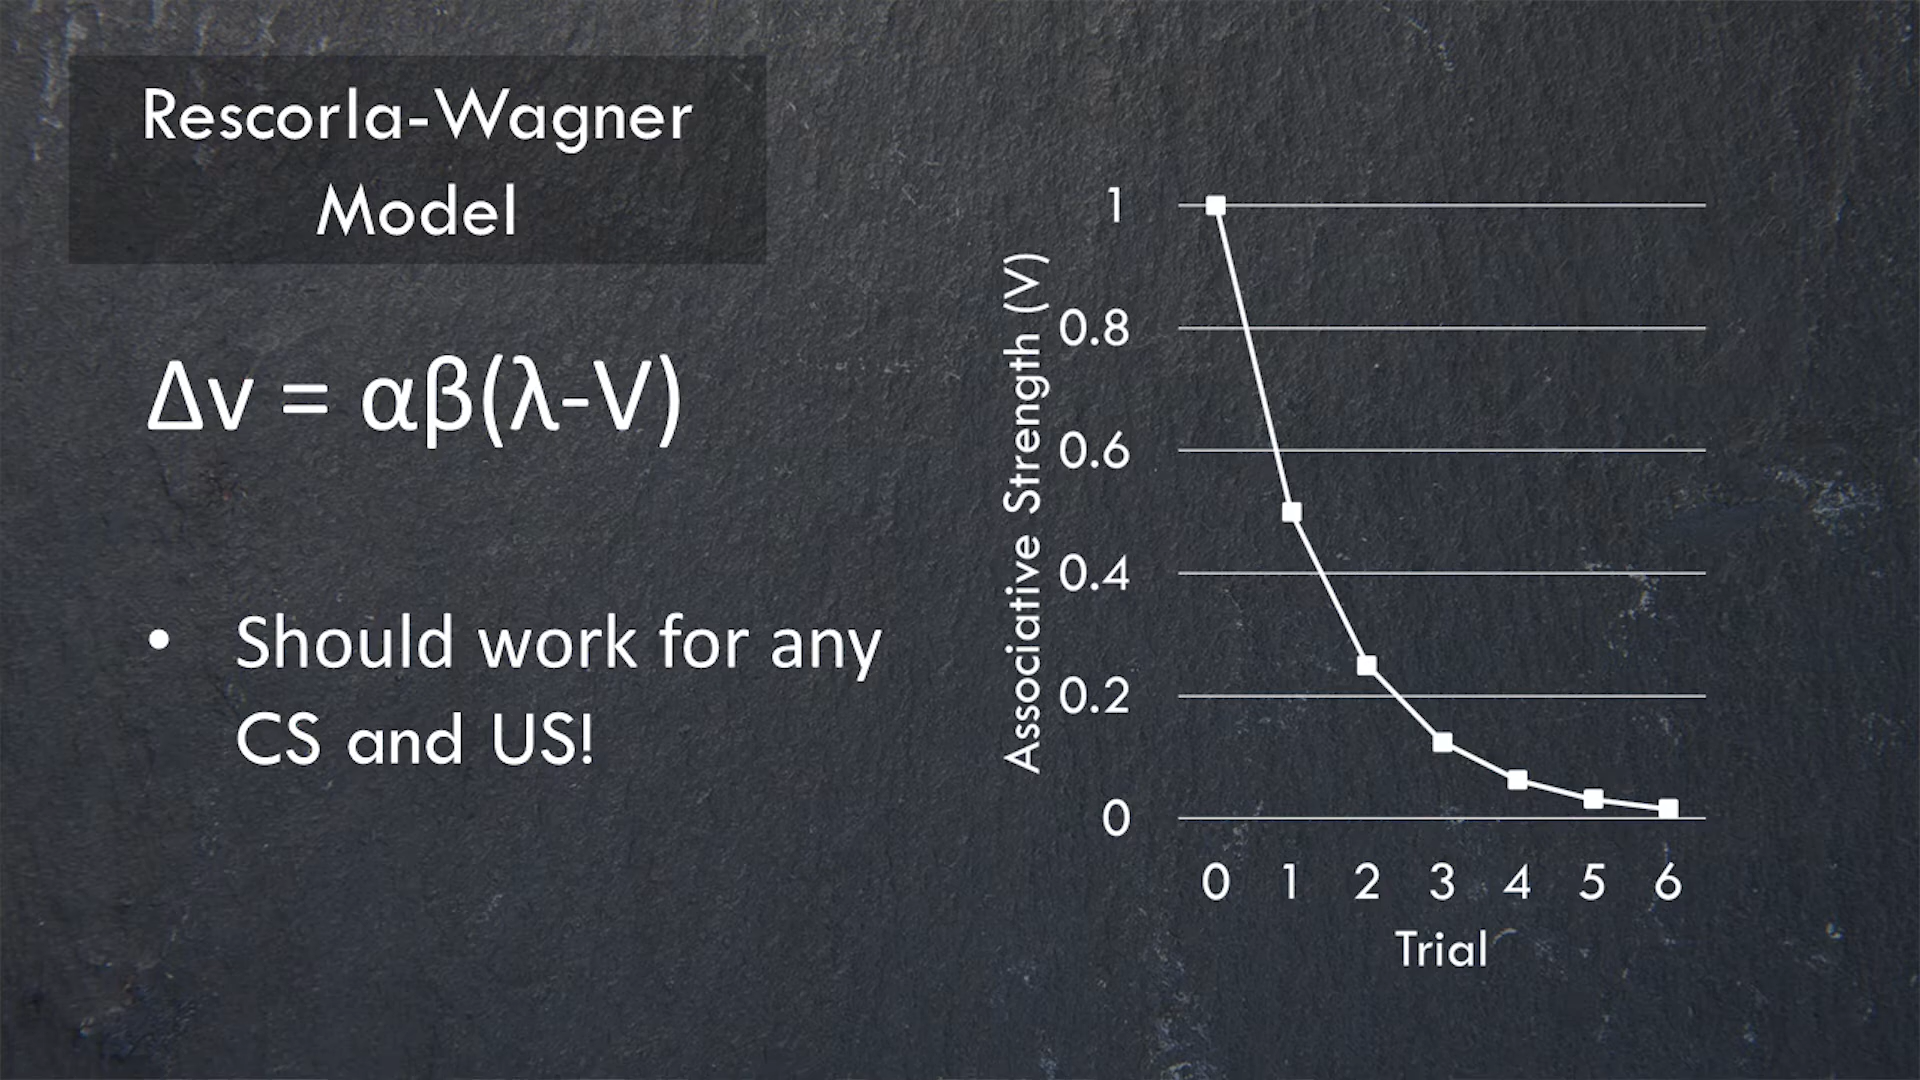 Rescorla-Wagner
Model
Δv = αβ(λ-V)
• Should work for any
CS and US!
Associative Strength (V)
1
0.8
0.6
0.4
0.2
0
0 1 2 3 4 5 6
Trial